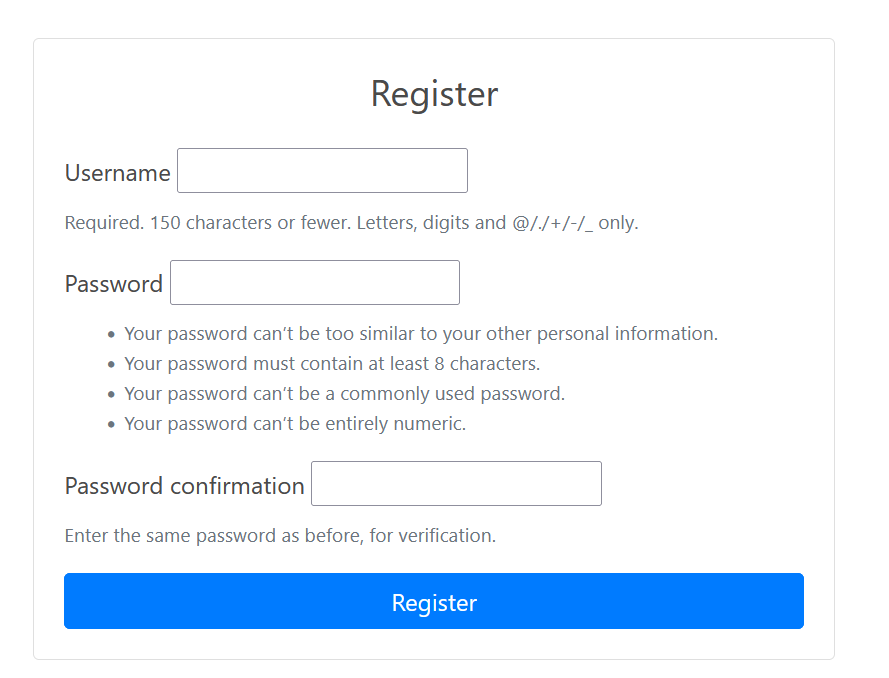 Register
Username
Required. 150 characters or fewer. Letters, digits and @/./+/-/_ only.
Password
• Your password can’t be too similar to your other personal information.
• Your password must contain at least 8 characters.
• Your password can’t be a commonly used password.
• Your password can’t be entirely numeric.
Password confirmation
Enter the same password as before, for verification.
Register